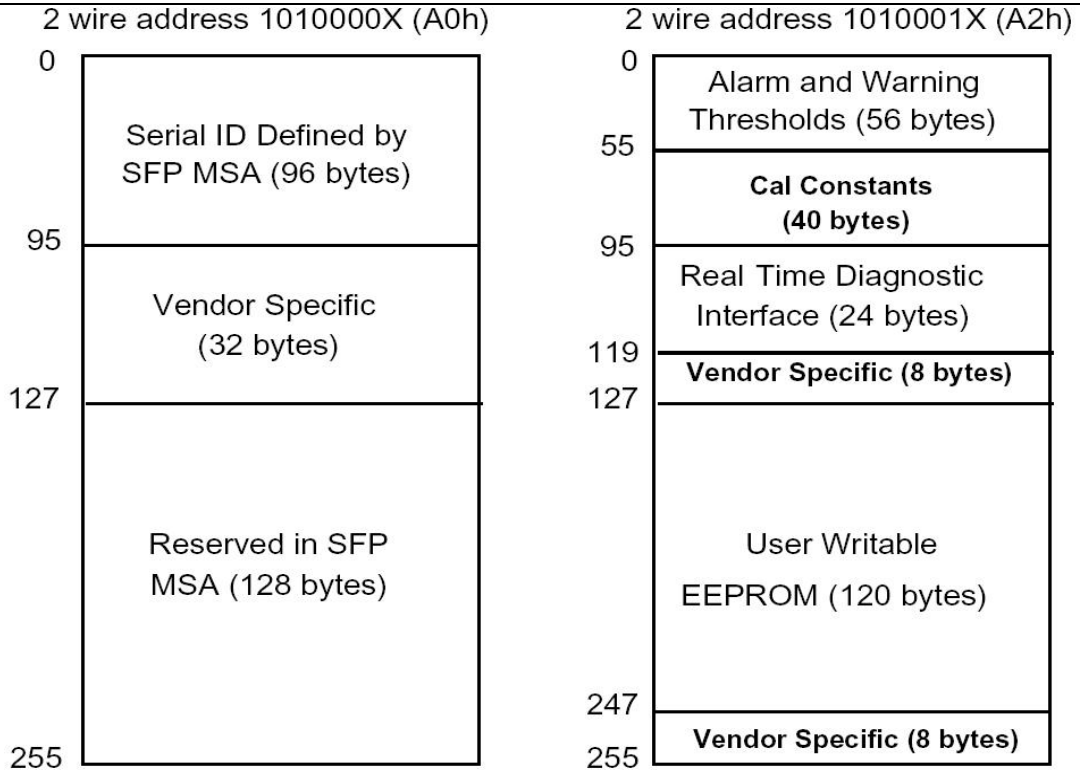 2 wire address 1010000X (A0h)
0
Serial ID Defined by
SFP MSA (96 bytes)
95
Vendor Specific
(32 bytes)
127
Reserved in SFP
MSA (128 bytes)
255
2 wire address 1010001X (A2h)
0
Alarm and Warning
Thresholds (56 bytes)
55
Cal Constants
(40 bytes)
95
Real Time Diagnostic
Interface (24 bytes)
119
Vendor Specific (8 bytes)
127
User Writable
EEPROM (120 bytes)
247
Vendor Specific (8 bytes)
255